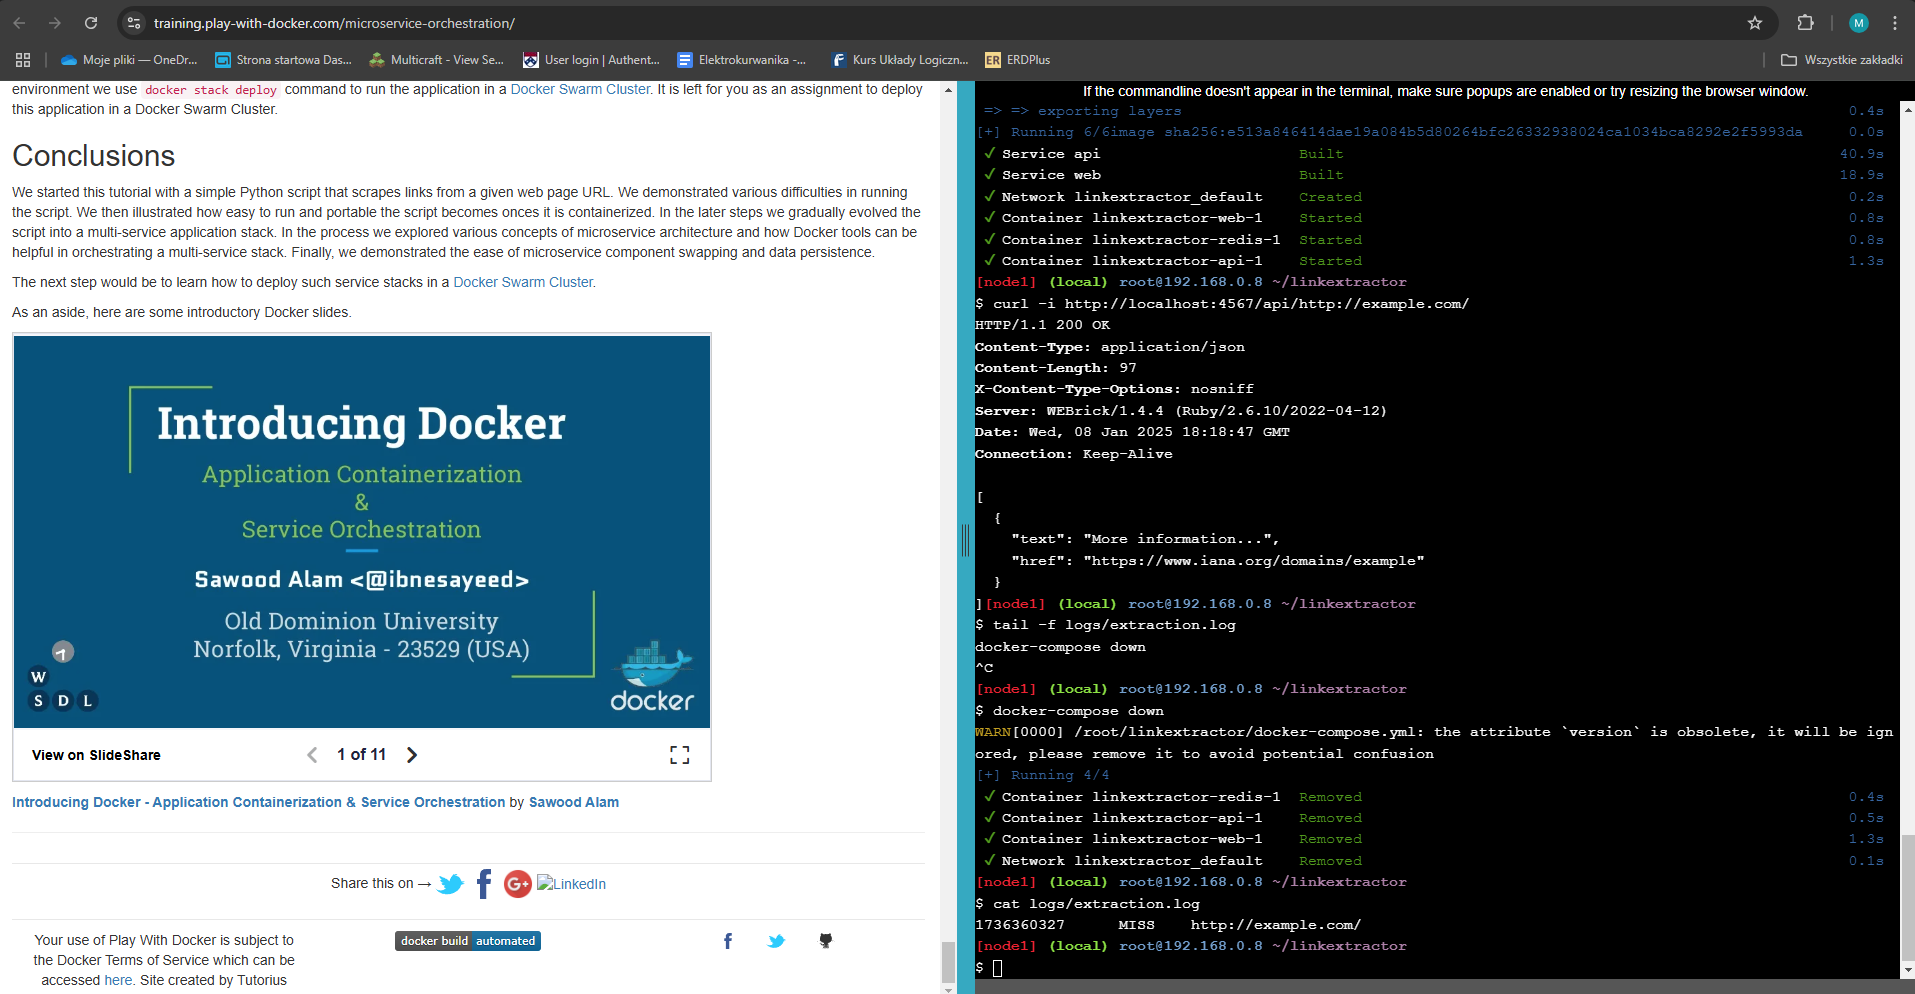 training.play-with-docker.com/microservice-orchestration/
M
Moje pliki — OneDr...
Strona startowa Das...
Multicraft - View Se...
User login | Authent...
Elektrokurwanika -...
Kurs Układy Logiczn...
ER ERDPlus
Wszystkie zakładki
environment we use docker stack deploy command to run the application in a Docker Swarm Cluster. It is left for you as an assignment to deploy
this application in a Docker Swarm Cluster.
Conclusions
We started this tutorial with a simple Python script that scrapes links from a given web page URL. We demonstrated various difficulties in running
the script. We then illustrated how easy to run and portable the script becomes onces it is containerized. In the later steps we gradually evolved the
script into a multi-service application stack. In the process we explored various concepts of microservice architecture and how Docker tools can be
helpful in orchestrating a multi-service stack. Finally, we demonstrated the ease of microservice component swapping and data persistence.
The next step would be to learn how to deploy such service stacks in a Docker Swarm Cluster.
As an aside, here are some introductory Docker slides.
Introducing Docker
Application Containerization
&
Service Orchestration
Sawood Alam <@ibnesayeed>
Old Dominion University
Norfolk, Virginia - 23529 (USA)
W
S D L
docker
View on SlideShare
1 of 11
Introducing Docker - Application Containerization & Service Orchestration by Sawood Alam
Share this on → G+ LinkedIn
Your use of Play With Docker is subject to
the Docker Terms of Service which can be
accessed here. Site created by Tutorius
docker build automated
If the commandline doesn't appear in the terminal, make sure popups are enabled or try resizing the browser window.
=> => exporting layers 0.4s
[+] Running 6/6image sha256:e513a846414dae19a084b5d80264bfc26332938024ca1034bca8292e2f5993da 0.0s
✓ Service api Built 40.9s
✓ Service web Built 18.9s
✓ Network linkextractor_default Created 0.2s
✓ Container linkextractor-web-1 Started 0.8s
✓ Container linkextractor-redis-1 Started 0.8s
✓ Container linkextractor-api-1 Started 1.3s
[node1] (local) root@192.168.0.8 ~/linkextractor
$ curl -i http://localhost:4567/api/http://example.com/
HTTP/1.1 200 OK
Content-Type: application/json
Content-Length: 97
X-Content-Type-Options: nosniff
Server: WEBrick/1.4.4 (Ruby/2.6.10/2022-04-12)
Date: Wed, 08 Jan 2025 18:18:47 GMT
Connection: Keep-Alive
[
{
"text": "More information...",
"href": "https://www.iana.org/domains/example"
}
][node1] (local) root@192.168.0.8 ~/linkextractor
$ tail -f logs/extraction.log
docker-compose down
^C
[node1] (local) root@192.168.0.8 ~/linkextractor
$ docker-compose down
WARN[0000] /root/linkextractor/docker-compose.yml: the attribute `version` is obsolete, it will be ign
ored, please remove it to avoid potential confusion
[+] Running 4/4
✓ Container linkextractor-redis-1 Removed 0.4s
✓ Container linkextractor-api-1 Removed 0.5s
✓ Container linkextractor-web-1 Removed 1.3s
✓ Network linkextractor_default Removed 0.1s
[node1] (local) root@192.168.0.8 ~/linkextractor
$ cat logs/extraction.log
1736360327 MISS http://example.com/
[node1] (local) root@192.168.0.8 ~/linkextractor
$